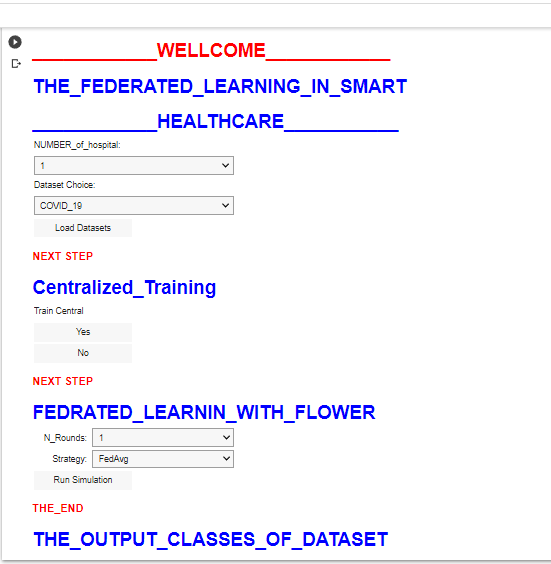 ____________WELLCOME____________
THE_FEDERATED_LEARNING_IN_SMART
____________HEALTHCARE___________
NUMBER_of_hospital:
1
Dataset Choice:
COVID_19
Load Datasets
NEXT STEP
Centralized_Training
Train Central
Yes
No
NEXT STEP
FEDRATED_LEARNIN_WITH_FLOWER
N_Rounds: 1
Strategy: FedAvg
Run Simulation
THE_END
THE_OUTPUT_CLASSES_OF_DATASET